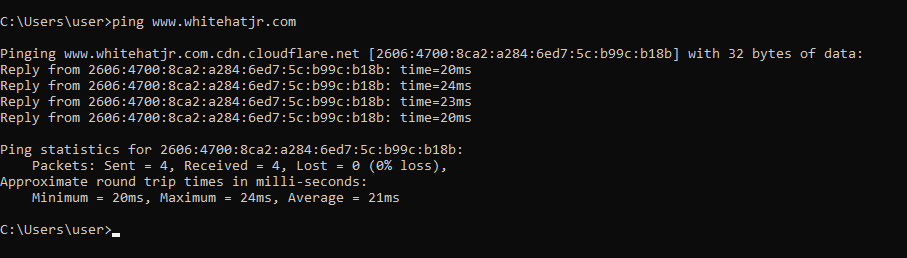 C:\Users\user>ping www.whitehatjr.com
Pinging www.whitehatjr.com.cdn.cloudflare.net [2606:4700:8ca2:a284:6ed7:5c:b99c:b18b] with 32 bytes of data:
Reply from 2606:4700:8ca2:a284:6ed7:5c:b99c:b18b: time=20ms
Reply from 2606:4700:8ca2:a284:6ed7:5c:b99c:b18b: time=24ms
Reply from 2606:4700:8ca2:a284:6ed7:5c:b99c:b18b: time=23ms
Reply from 2606:4700:8ca2:a284:6ed7:5c:b99c:b18b: time=20ms
Ping statistics for 2606:4700:8ca2:a284:6ed7:5c:b99c:b18b:
    Packets: Sent = 4, Received = 4, Lost = 0 (0% loss),
Approximate round trip times in milli-seconds:
    Minimum = 20ms, Maximum = 24ms, Average = 21ms
C:\Users\user>